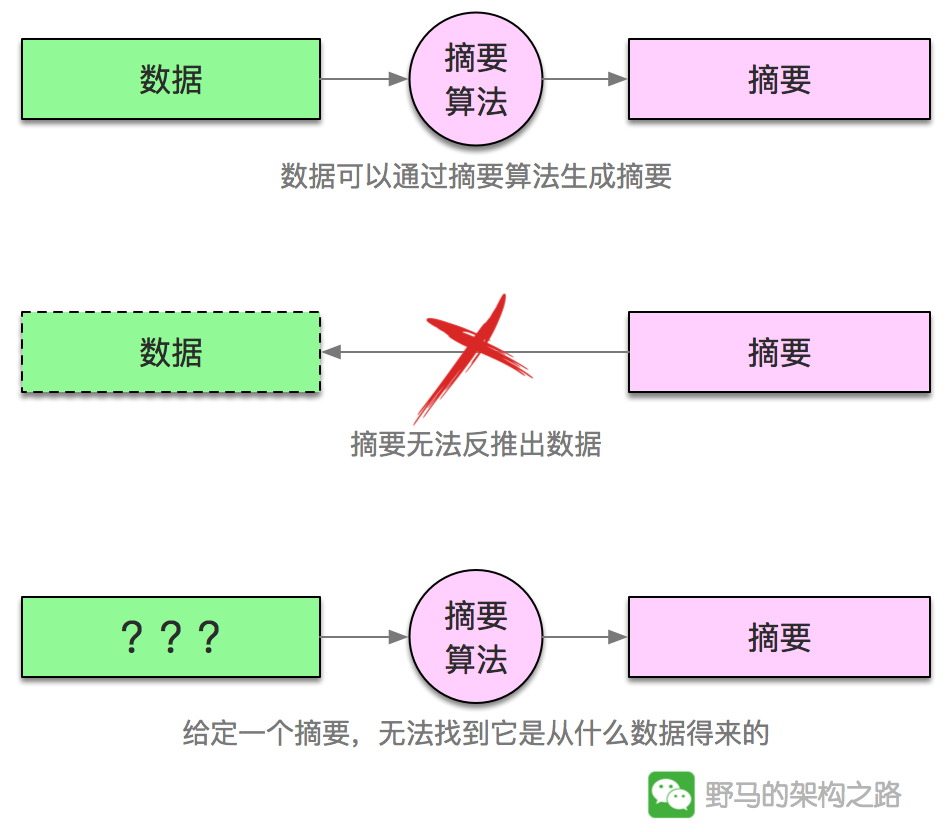 数据
摘要
算法
摘要
数据可以通过摘要算法生成摘要
数据
摘要
摘要无法反推出数据
？？？
摘要
算法
摘要
给定一个摘要，无法找到它是从什么数据得来的
野马的架构之路